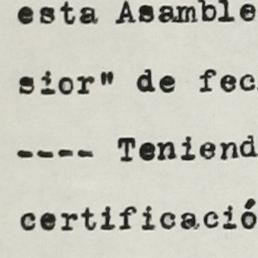 esta Asamble
sior" de fec
---- Teniend
certificació